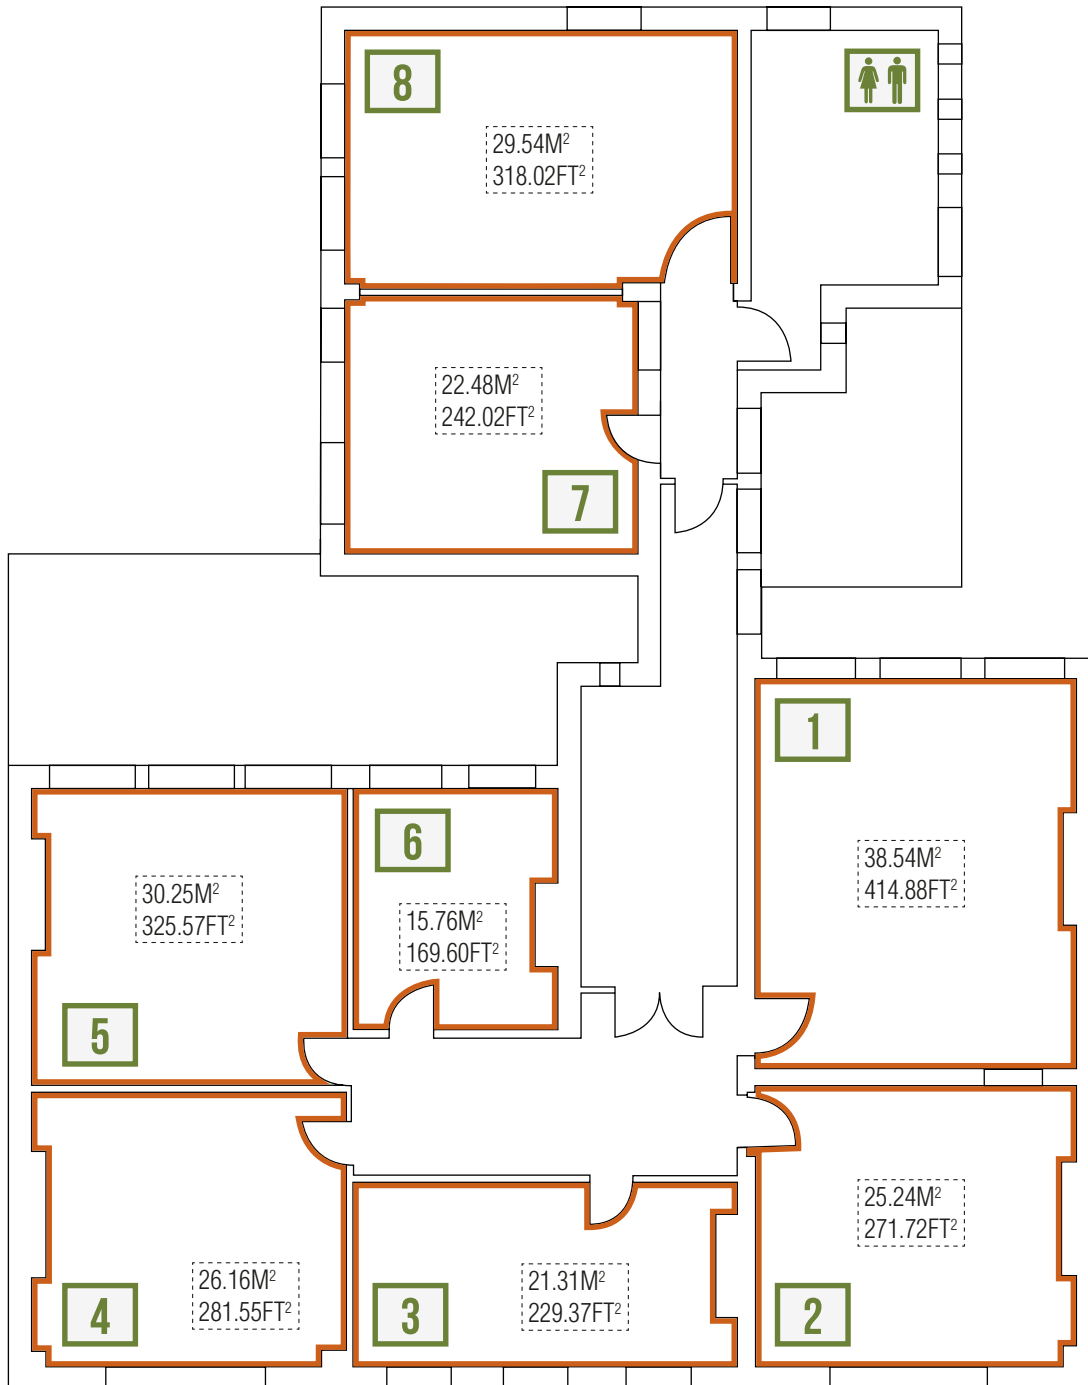 8
29.54M²
318.02FT²
22.48M²
242.02FT²
7
1
38.54M²
414.88FT²
6
15.76M²
169.60FT²
30.25M²
325.57FT²
5
25.24M²
271.72FT²
2
26.16M²
281.55FT²
4
21.31M²
229.37FT²
3